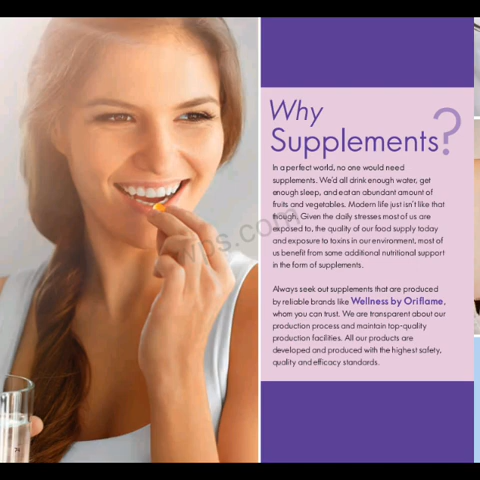 Why
Supplements?
In a perfect world, no one would need
supplements. We'd all drink enough water, get
enough sleep, and eat an abundant amount of
fruits and vegetables. Modern life just isn't like that
though. Given the daily stresses most of us are
exposed to, the quality of our food supply today
and exposure to toxins in our environment, most of
us benefit from some additional nutritional support
in the form of supplements.
Always seek out supplements that are produced
by reliable brands like Wellness by Oriflame,
whom you can trust. We are transparent about our
production process and maintain top-quality
production facilities. All our products are
developed and produced with the highest safety,
quality and efficacy standards.